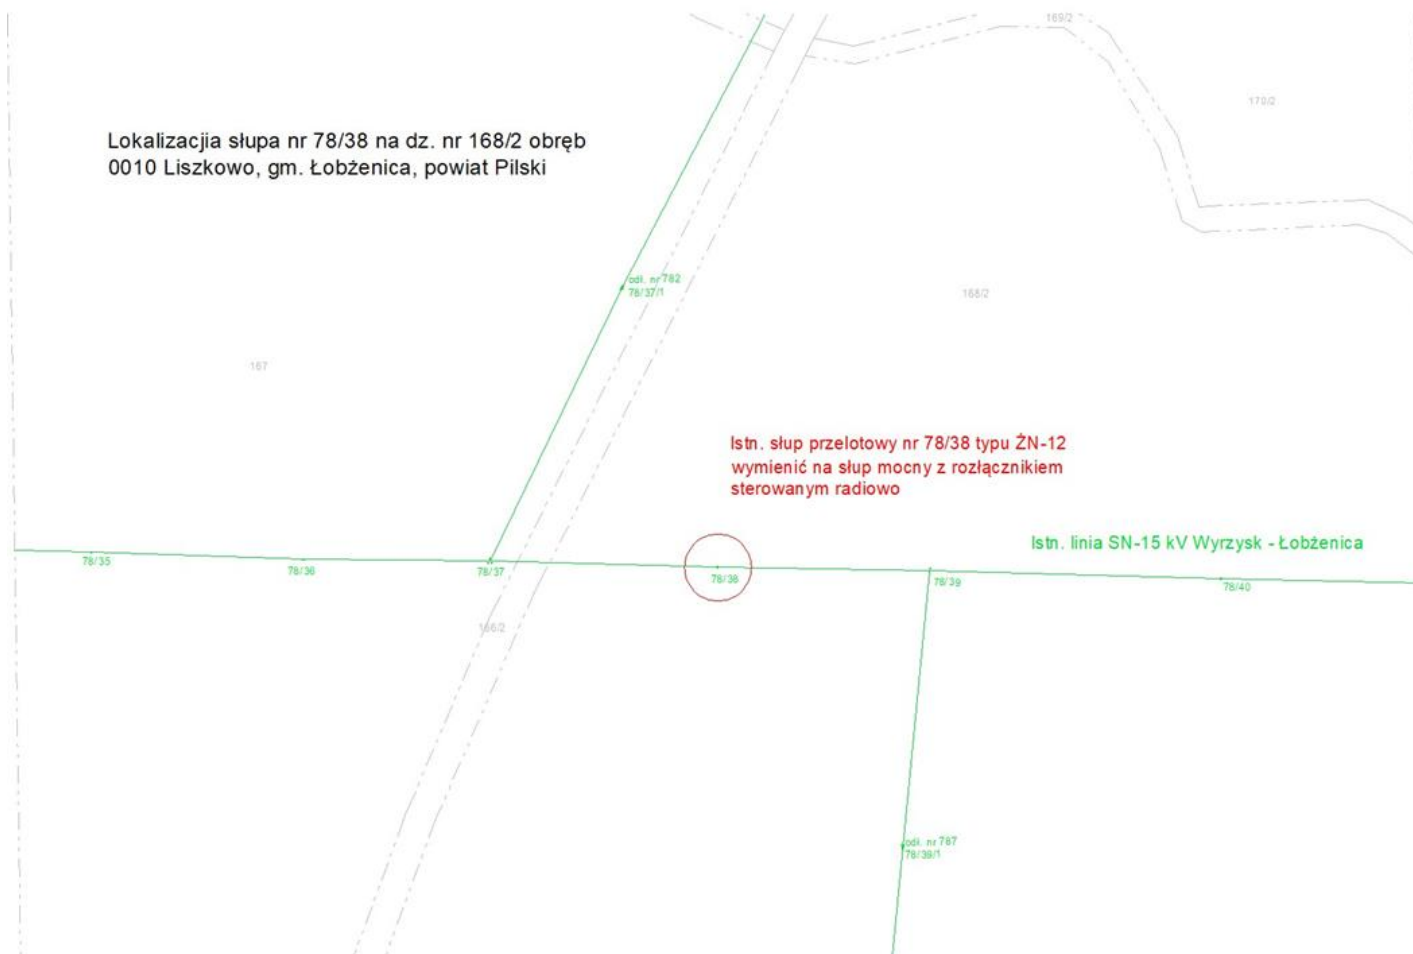 169/2
170/2
Lokalizacjia słupa nr 78/38 na dz. nr 168/2 obręb
0010 Liszkowo, gm. Łobżenica, powiat Pilski
odł. nr 782
78/37/1
168/2
167
Istn. słup przelotowy nr 78/38 typu ŻN-12
wymienić na słup mocny z rozłącznikiem
sterowanym radiowo
Istn. linia SN-15 kV Wyrzysk - Łobżenica
78/35
78/36
78/37
78/38
78/39
78/40
166/2
odł. nr 787
78/39/1